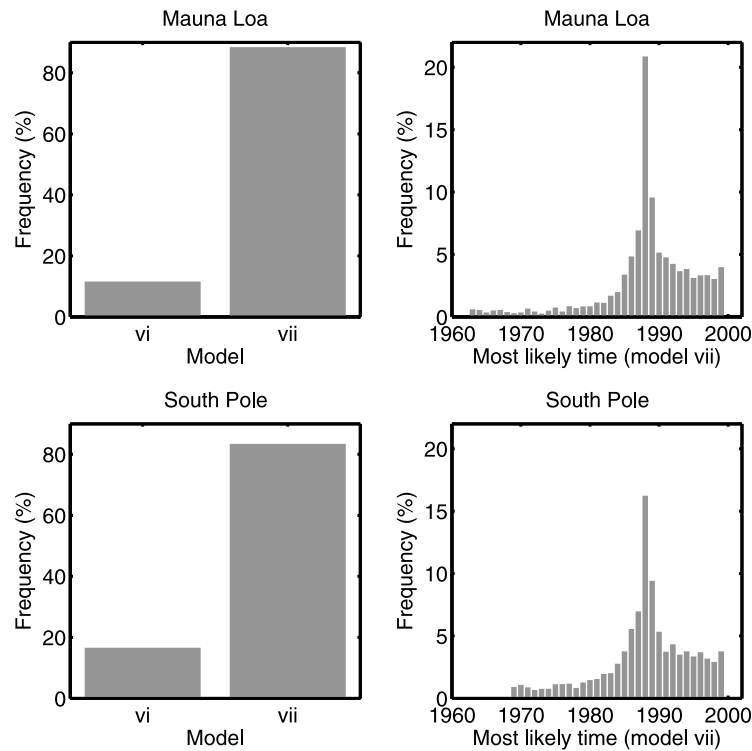 Mauna Loa
Frequency (%)
80
60
40
20
0
vi
vii
Model
Mauna Loa
Frequency (%)
20
15
10
5
0
1960
1970
1980
1990
2000
Most likely time (model vii)
South Pole
Frequency (%)
80
60
40
20
0
vi
vii
Model
South Pole
Frequency (%)
20
15
10
5
0
1960
1970
1980
1990
2000
Most likely time (model vii)